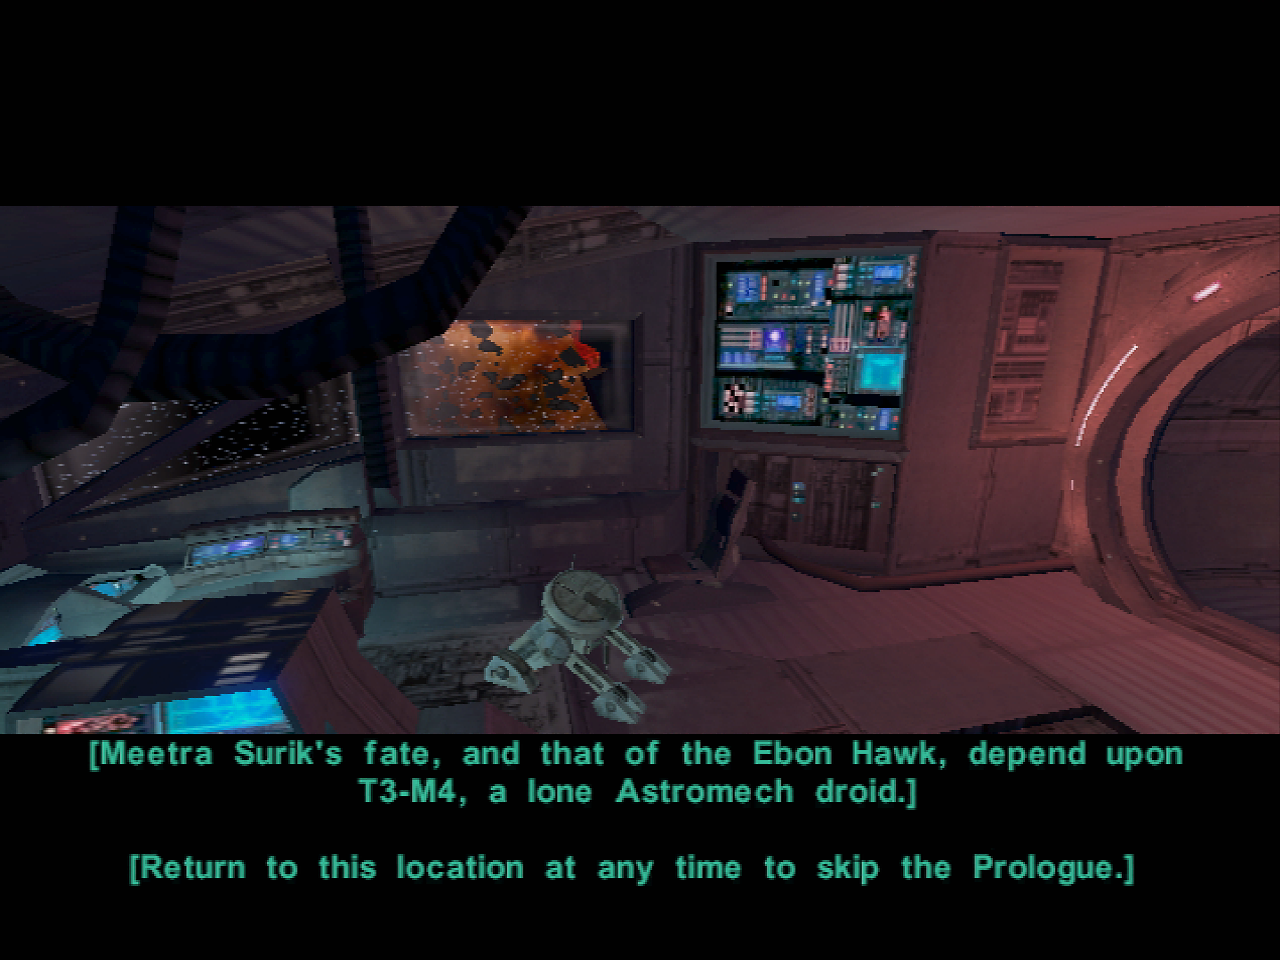 [Meetra Surik's fate, and that of the Ebon Hawk, depend upon
T3-M4, a lone Astromech droid.]
[Return to this location at any time to skip the Prologue.]